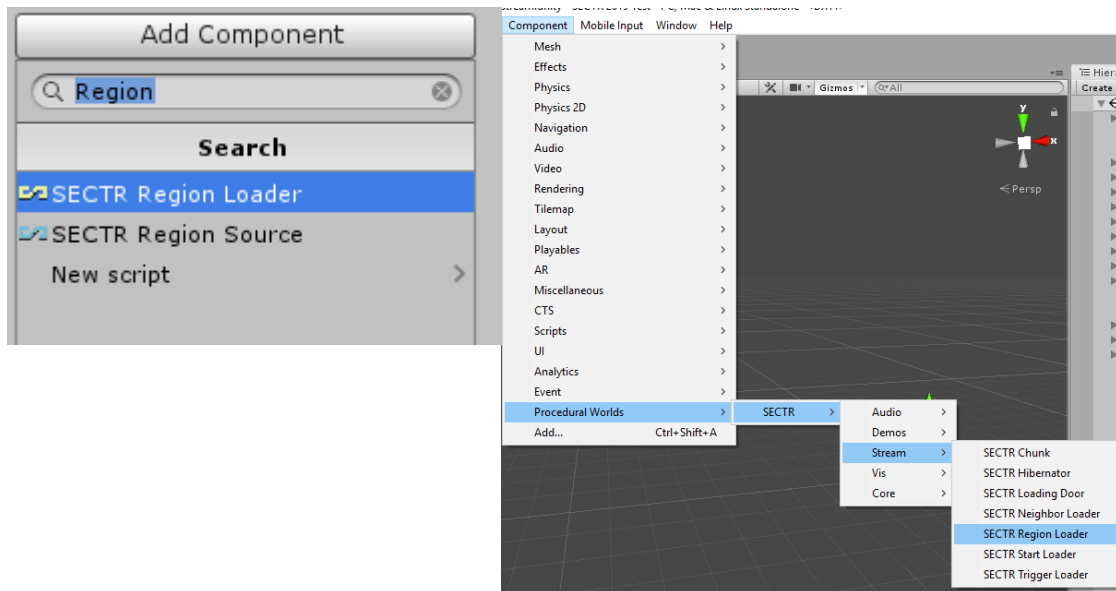 Add Component
Region
Search
SECTR Region Loader
SECTR Region Source
New script
Component Mobile Input Window Help
Mesh
Effects
Physics
Physics 2D
Navigation
Audio
Video
Rendering
Tilemap
Layout
Playables
AR
Miscellaneous
CTS
Scripts
UI
Analytics
Event
Procedural Worlds
Add... Ctrl+Shift+A
Gizmos All
Hier
Create
y
x
Persp
SECTR
Audio
Demos
Stream
Vis
Core
SECTR Chunk
SECTR Hibernator
SECTR Loading Door
SECTR Neighbor Loader
SECTR Region Loader
SECTR Start Loader
SECTR Trigger Loader